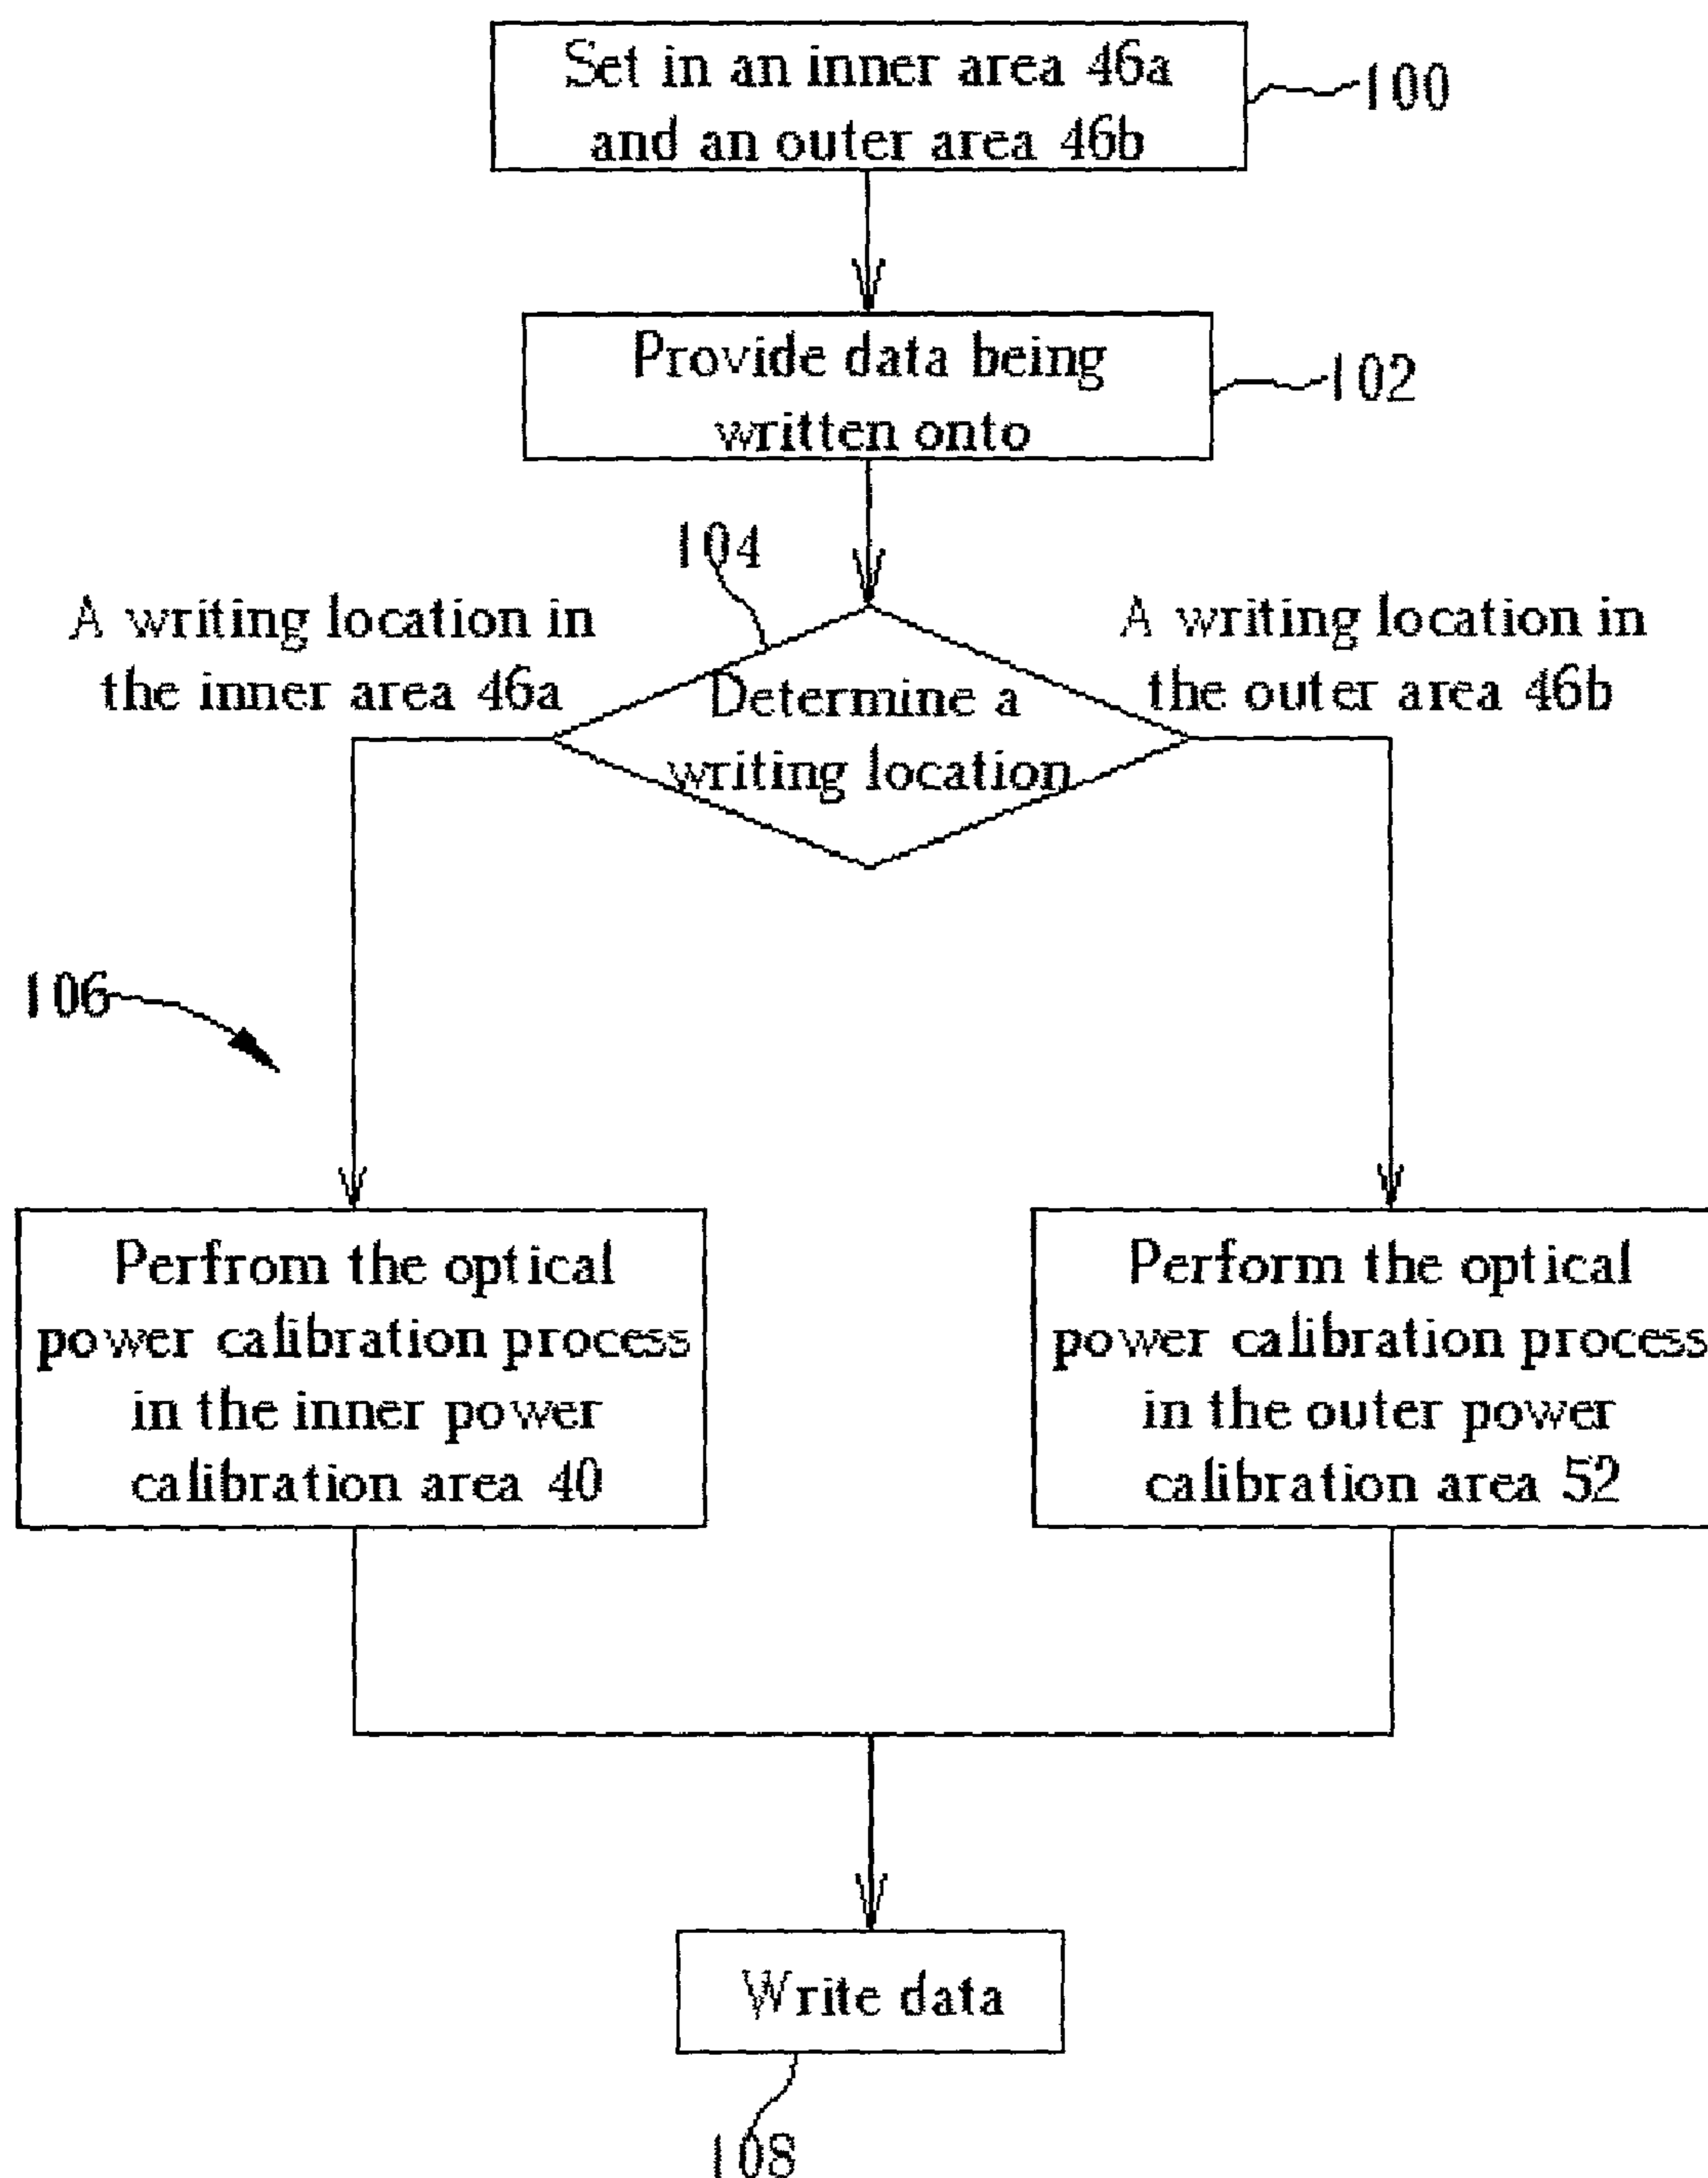 Set in an inner area 46a
and an outer area 46b
100
Provide data being
written onto
102
104
A writing location in
the inner area 46a
Determine a
writing location
A writing location in
the outer area 46b
106
Perfrom the optical
power calibration process
in the inner power
calibration area 40
Perform the optical
power calibration process
in the outer power
calibration area 52
Write data
108